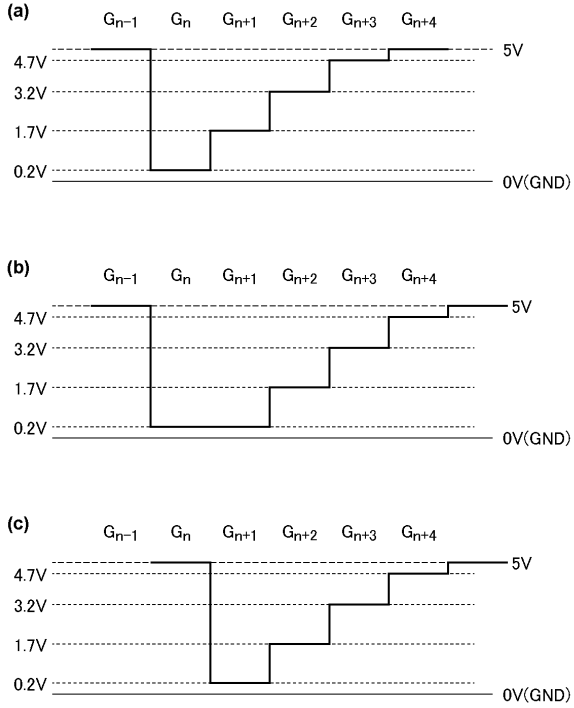 (a)
Gn−1 Gn Gn+1 Gn+2 Gn+3 Gn+4
5V
4.7V
3.2V
1.7V
0.2V
0V(GND)
(b)
Gn−1 Gn Gn+1 Gn+2 Gn+3 Gn+4
5V
4.7V
3.2V
1.7V
0.2V
0V(GND)
(c)
Gn−1 Gn Gn+1 Gn+2 Gn+3 Gn+4
5V
4.7V
3.2V
1.7V
0.2V
0V(GND)